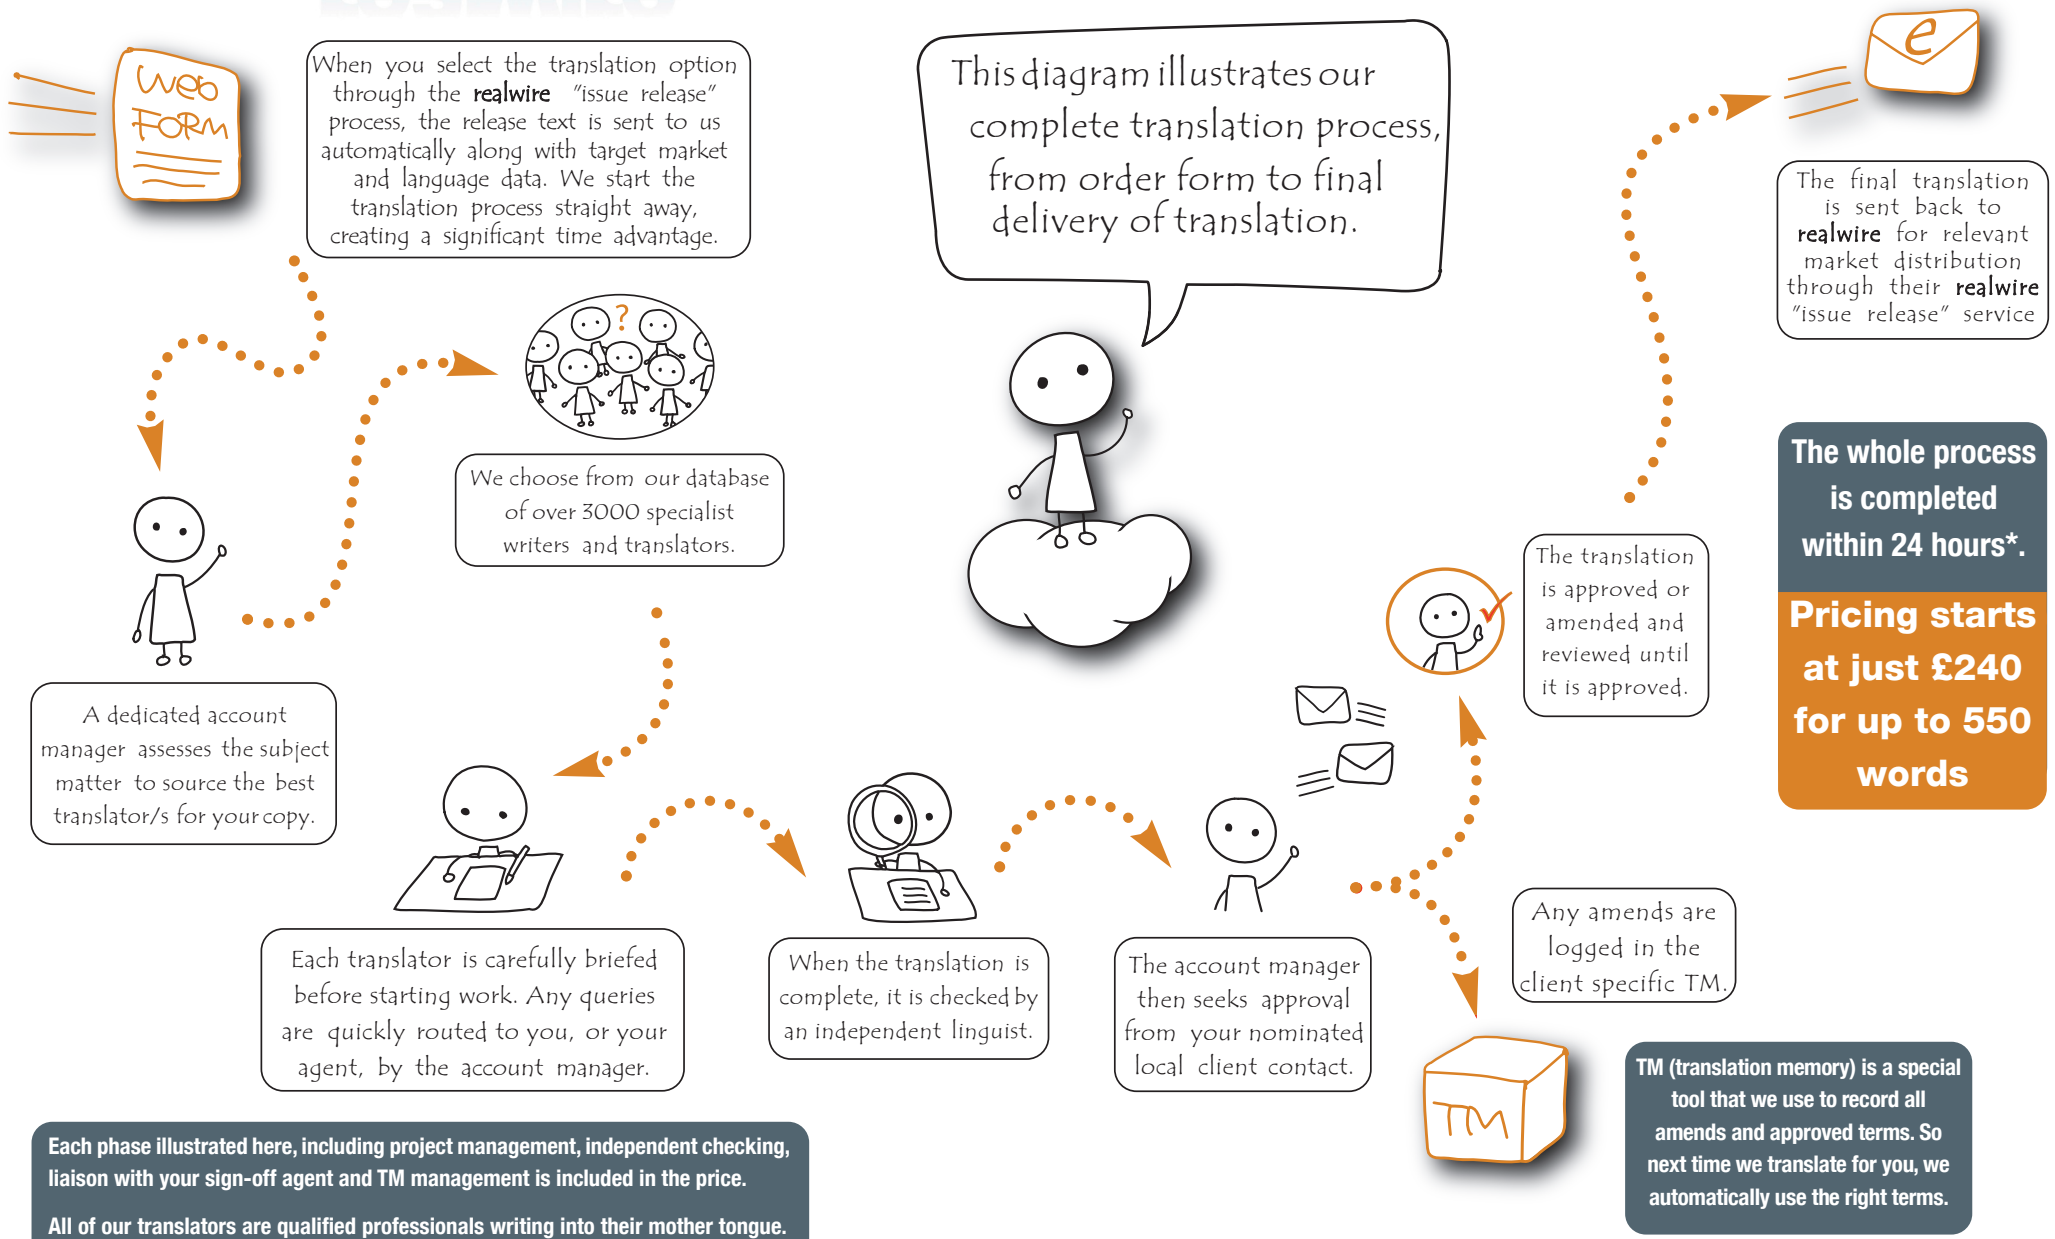 Web
FORM
When you select the translation option
through the realwire "issue release"
process, the release text is sent to us
automatically along with target market
and language data. We start the
translation process straight away,
creating a significant time advantage.
This diagram illustrates our
complete translation process,
from order form to final
delivery of translation.
e
The final translation
is sent back to
realwire for relevant
market distribution
through their realwire
"issue release" service
?
We choose from our database
of over 3000 specialist
writers and translators.
The whole process
is completed
within 24 hours*.
Pricing starts
at just £240
for up to 550
words
A dedicated account
manager assesses the subject
matter to source the best
translator/s for your copy.
The translation
is approved or
amended and
reviewed until
it is approved.
Each translator is carefully briefed
before starting work. Any queries
are quickly routed to you, or your
agent, by the account manager.
When the translation is
complete, it is checked by
an independent linguist.
The account manager
then seeks approval
from your nominated
local client contact.
Any amends are
logged in the
client specific TM.
TM
TM (translation memory) is a special
tool that we use to record all
amends and approved terms. So
next time we translate for you, we
automatically use the right terms.
Each phase illustrated here, including project management, independent checking,
liaison with your sign-off agent and TM management is included in the price.
All of our translators are qualified professionals writing into their mother tongue.